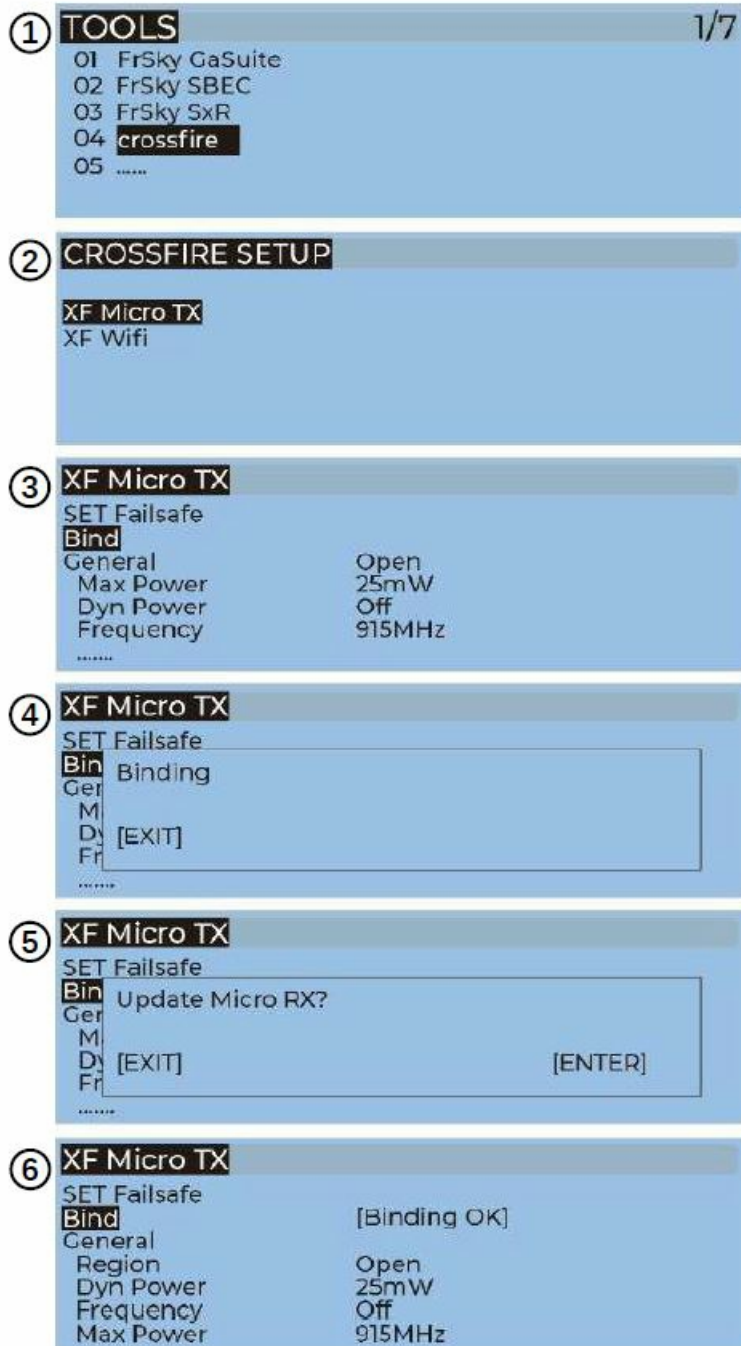 ① TOOLS 1/7
01 FrSky GaSuite
02 FrSky SBEC
03 FrSky SxR
04 crossfire
05 ......
② CROSSFIRE SETUP
XF Micro TX
XF Wifi
③ XF Micro TX
SET Failsafe
Bind
General Open
Max Power 25mW
Dyn Power Off
Frequency 915MHz
.......
④ XF Micro TX
SET Failsafe
Bin
Binding
Ger
M
Dy
[EXIT]
Fr
.......
⑤ XF Micro TX
SET Failsafe
Bin
Update Micro RX?
Ger
M
Dy
[EXIT] [ENTER]
Fr
.......
⑥ XF Micro TX
SET Failsafe
Bind [Binding OK]
General
Region Open
Dyn Power 25mW
Frequency Off
Max Power 915MHz